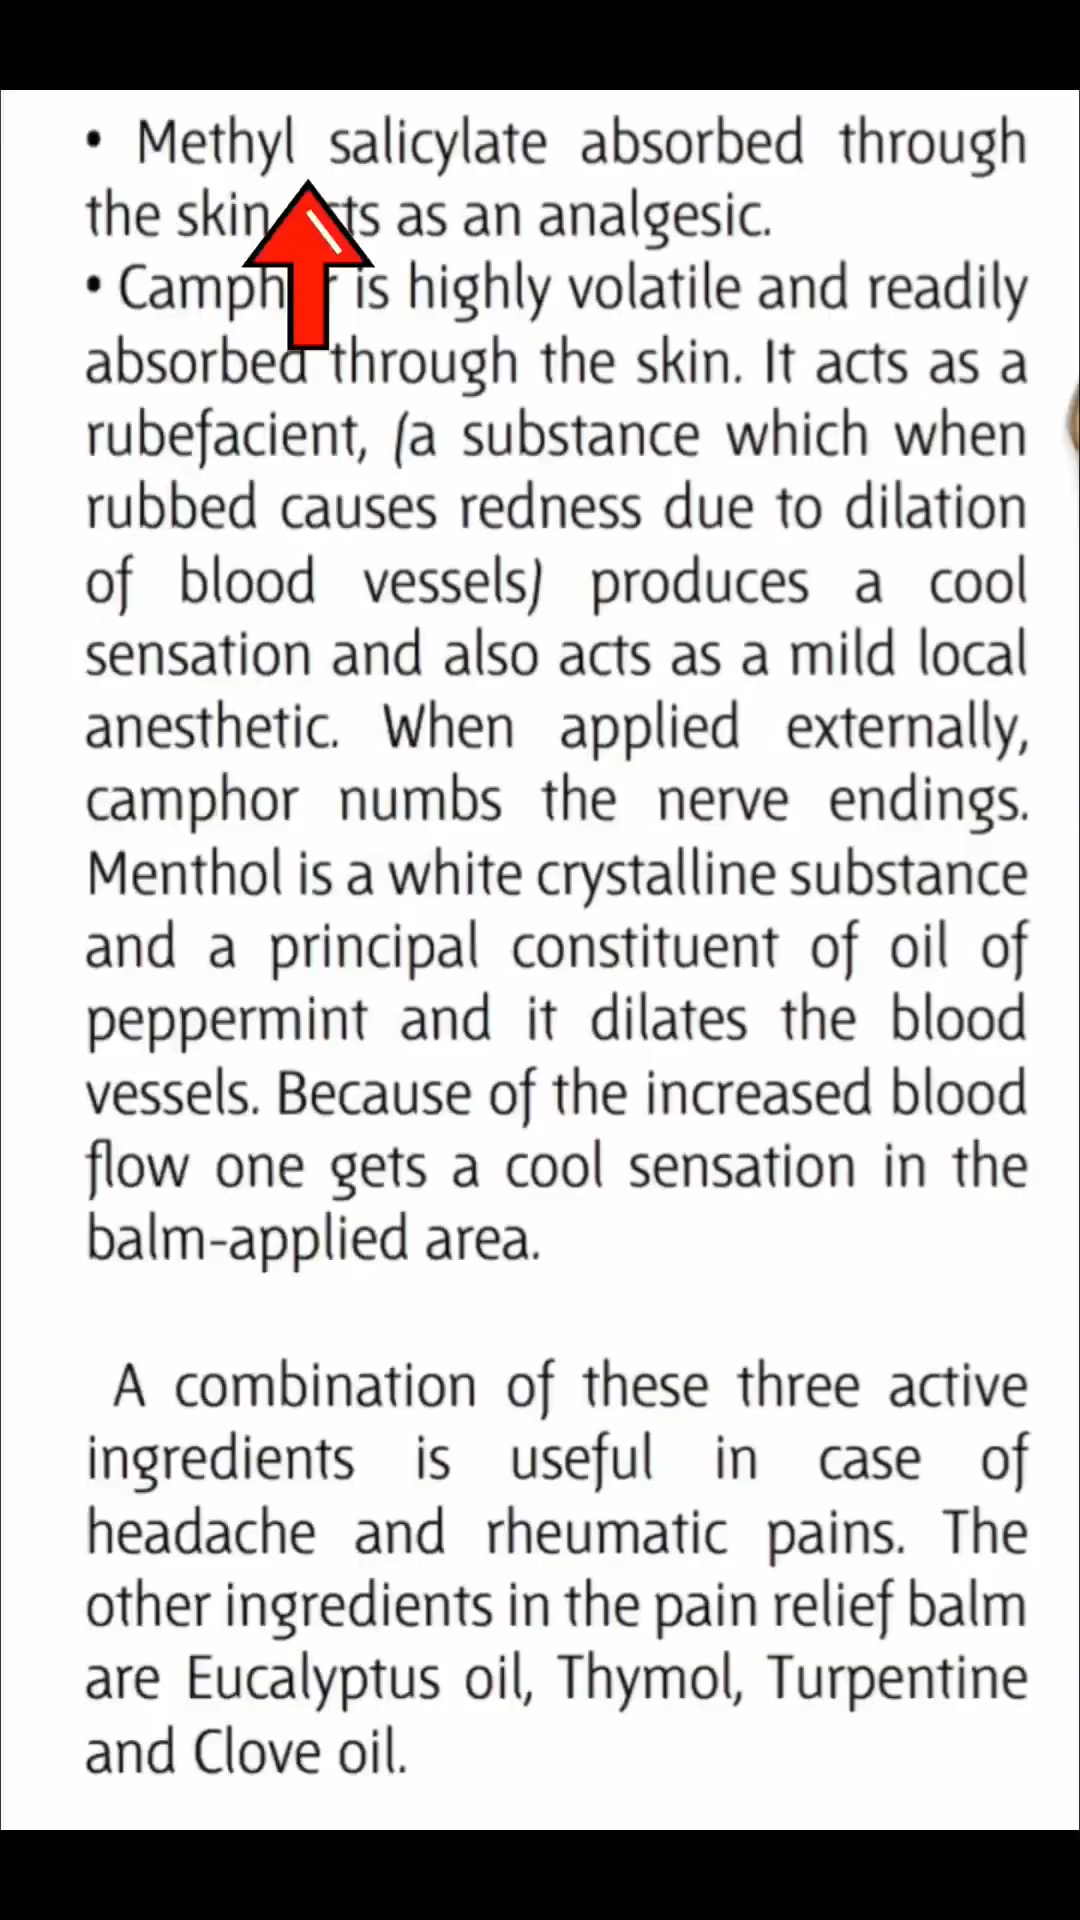 • Methyl salicylate absorbed through
the skin ts as an analgesic.
• Camph r is highly volatile and readily
absorbed through the skin. It acts as a
rubefacient, (a substance which when
rubbed causes redness due to dilation
of blood vessels) produces a cool
sensation and also acts as a mild local
anesthetic. When applied externally,
camphor numbs the nerve endings.
Menthol is a white crystalline substance
and a principal constituent of oil of
peppermint and it dilates the blood
vessels. Because of the increased blood
flow one gets a cool sensation in the
balm-applied area.
A combination of these three active
ingredients is useful in case of
headache and rheumatic pains. The
other ingredients in the pain relief balm
are Eucalyptus oil, Thymol, Turpentine
and Clove oil.